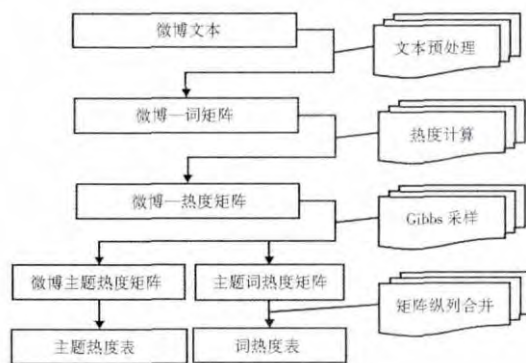 微博文本
文本预处理
微博—词矩阵
热度计算
微博—热度矩阵
Gibbs 采样
微博主题热度矩阵
主题词热度矩阵
矩阵纵列合并
主题热度表
词热度表